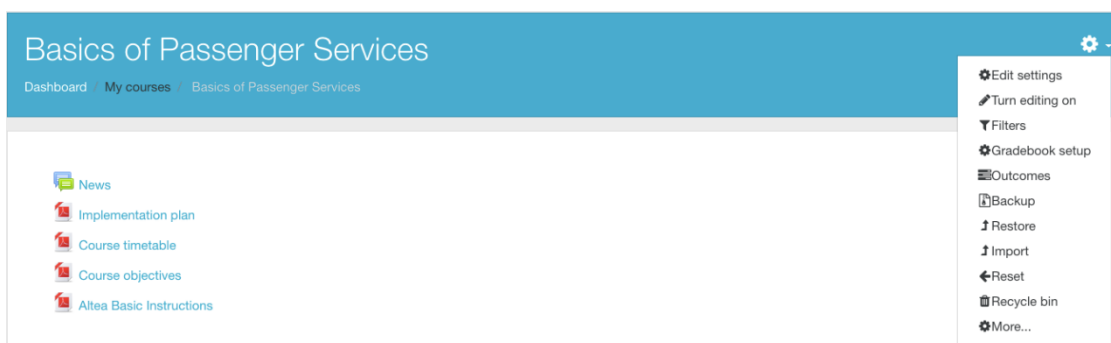 Basics of Passenger Services
Dashboard / My courses / Basics of Passenger Services
Edit settings
Turn editing on
Filters
Gradebook setup
Outcomes
Backup
Restore
Import
Reset
Recycle bin
More...
News
Implementation plan
Course timetable
Course objectives
Altea Basic Instructions